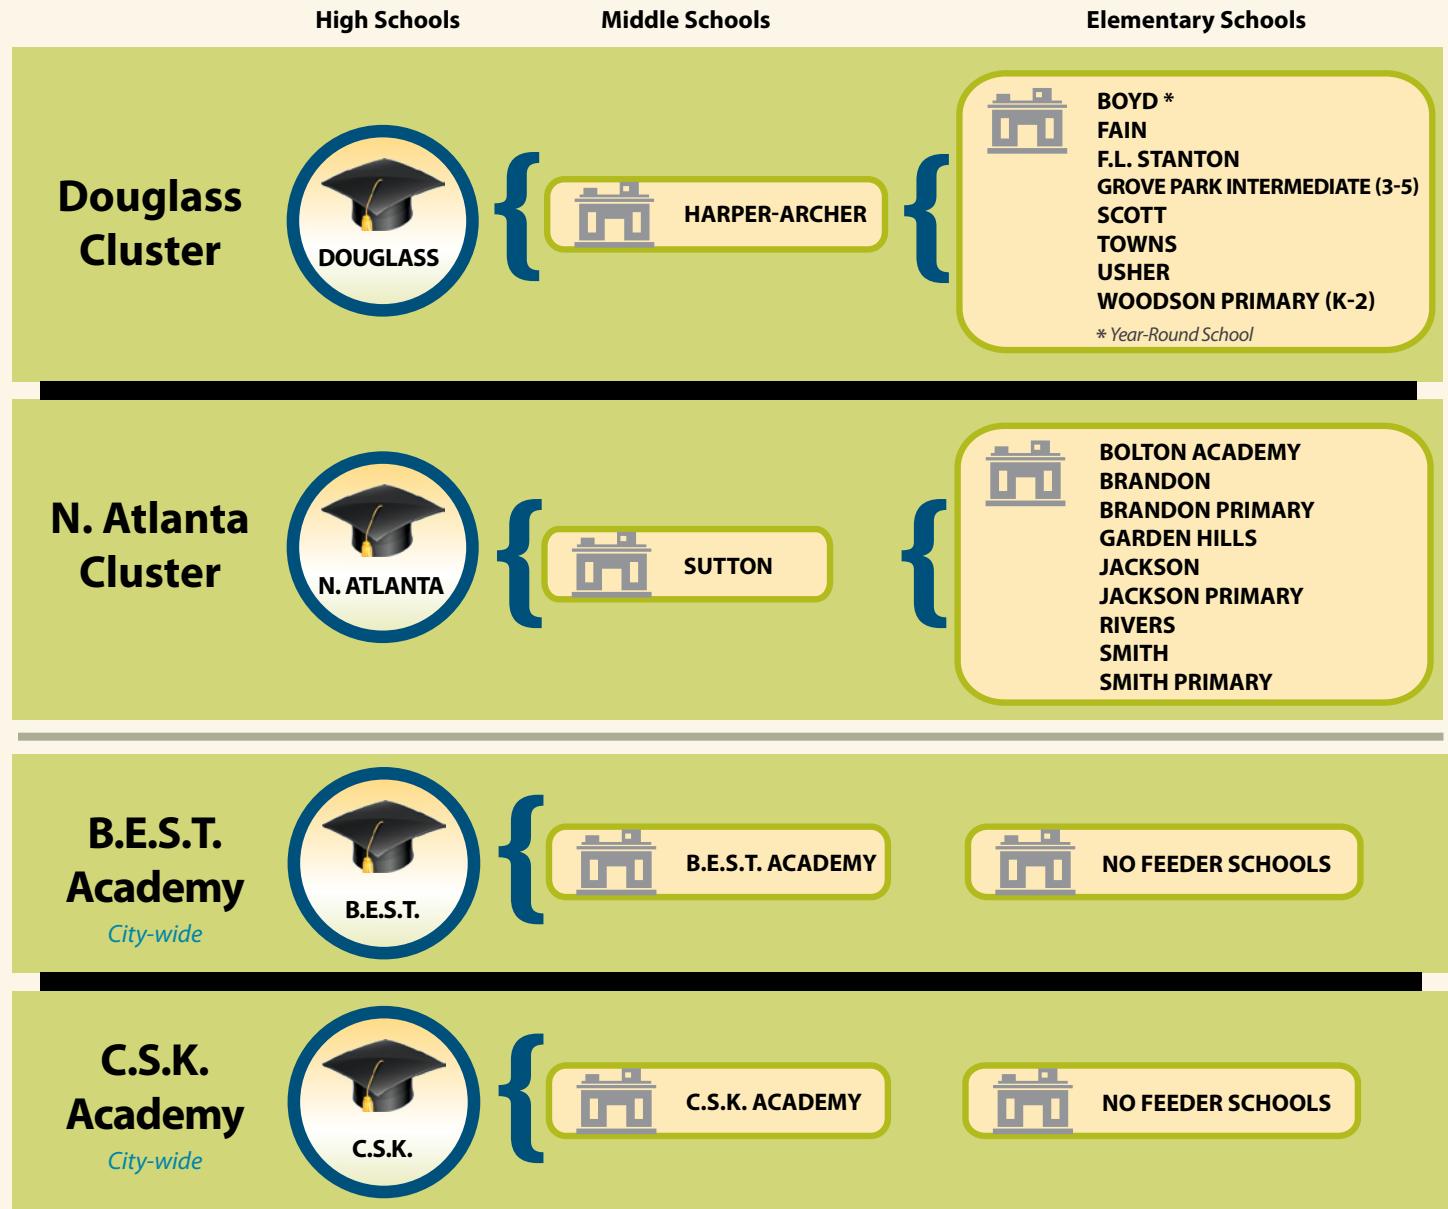 High Schools
Middle Schools
Elementary Schools
Douglass
Cluster
DOUGLASS
HARPER-ARCHER
BOYD *
FAIN
F.L. STANTON
GROVE PARK INTERMEDIATE (3-5)
SCOTT
TOWNS
USHER
WOODSON PRIMARY (K-2)
* Year-Round School
N. Atlanta
Cluster
N. ATLANTA
SUTTON
BOLTON ACADEMY
BRANDON
BRANDON PRIMARY
GARDEN HILLS
JACKSON
JACKSON PRIMARY
RIVERS
SMITH
SMITH PRIMARY
B.E.S.T.
Academy
City-wide
B.E.S.T.
B.E.S.T. ACADEMY
NO FEEDER SCHOOLS
C.S.K.
Academy
City-wide
C.S.K.
C.S.K. ACADEMY
NO FEEDER SCHOOLS